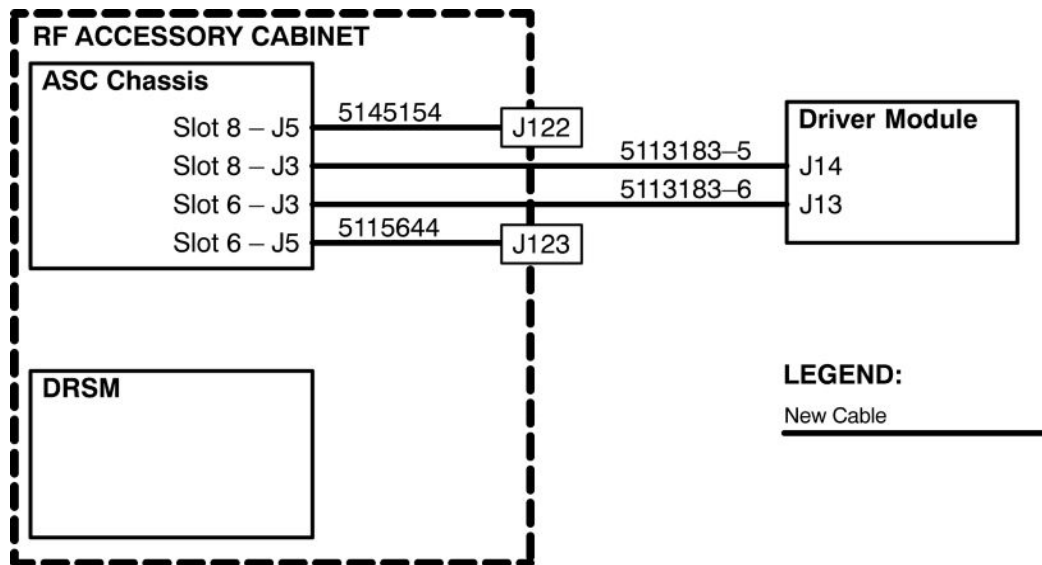 RF ACCESSORY CABINET
ASC Chassis
Slot 8 – J5
5145154
J122
Slot 8 – J3
5113183–5
Slot 6 – J3
5113183–6
Slot 6 – J5
5115644
J123
Driver Module
J14
J13
DRSM
LEGEND:
New Cable